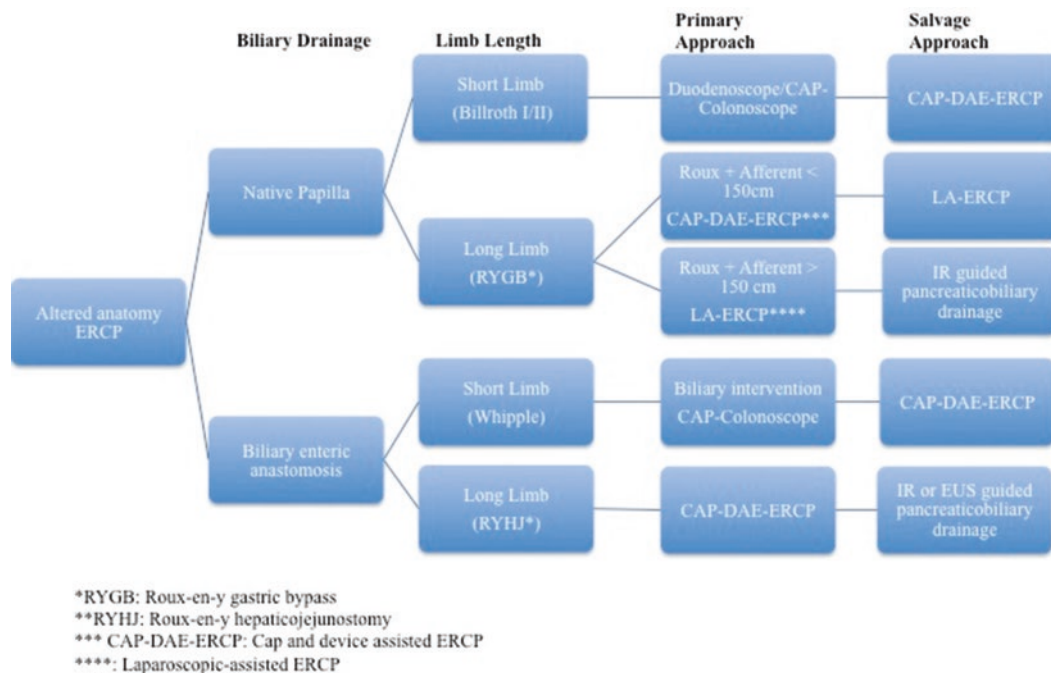 Biliary Drainage
Limb Length
Primary
Approach
Salvage
Approach
Altered anatomy
ERCP
Native Papilla
Short Limb
(Billroth I/II)
Duodenoscope/CAP-
Colonoscope
CAP-DAE-ERCP
Long Limb
(RYGB*)
Roux + Afferent <
150cm
CAP-DAE-ERCP***
LA-ERCP
Roux + Afferent >
150 cm
LA-ERCP****
IR guided
pancreaticobiliary
drainage
Biliary enteric
anastomosis
Short Limb
(Whipple)
Biliary intervention
CAP-Colonoscope
CAP-DAE-ERCP
Long Limb
(RYHJ*)
CAP-DAE-ERCP
IR or EUS guided
pancreaticobiliary
drainage
*RYGB: Roux-en-y gastric bypass
**RYHJ: Roux-en-y hepaticojejunostomy
*** CAP-DAE-ERCP: Cap and device assisted ERCP
****: Laparoscopic-assisted ERCP